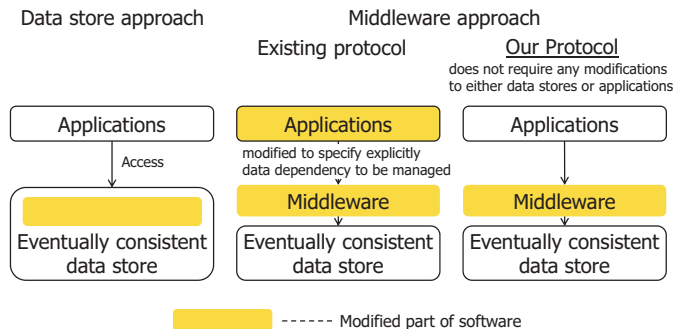 Data store approach
Middleware approach
Existing protocol
Our Protocol
does not require any modifications
to either data stores or applications
Applications
Applications
Applications
Access
modified to specify explicitly
data dependency to be managed
Middleware
Middleware
Eventually consistent
data store
Eventually consistent
data store
Eventually consistent
data store
Modified part of software